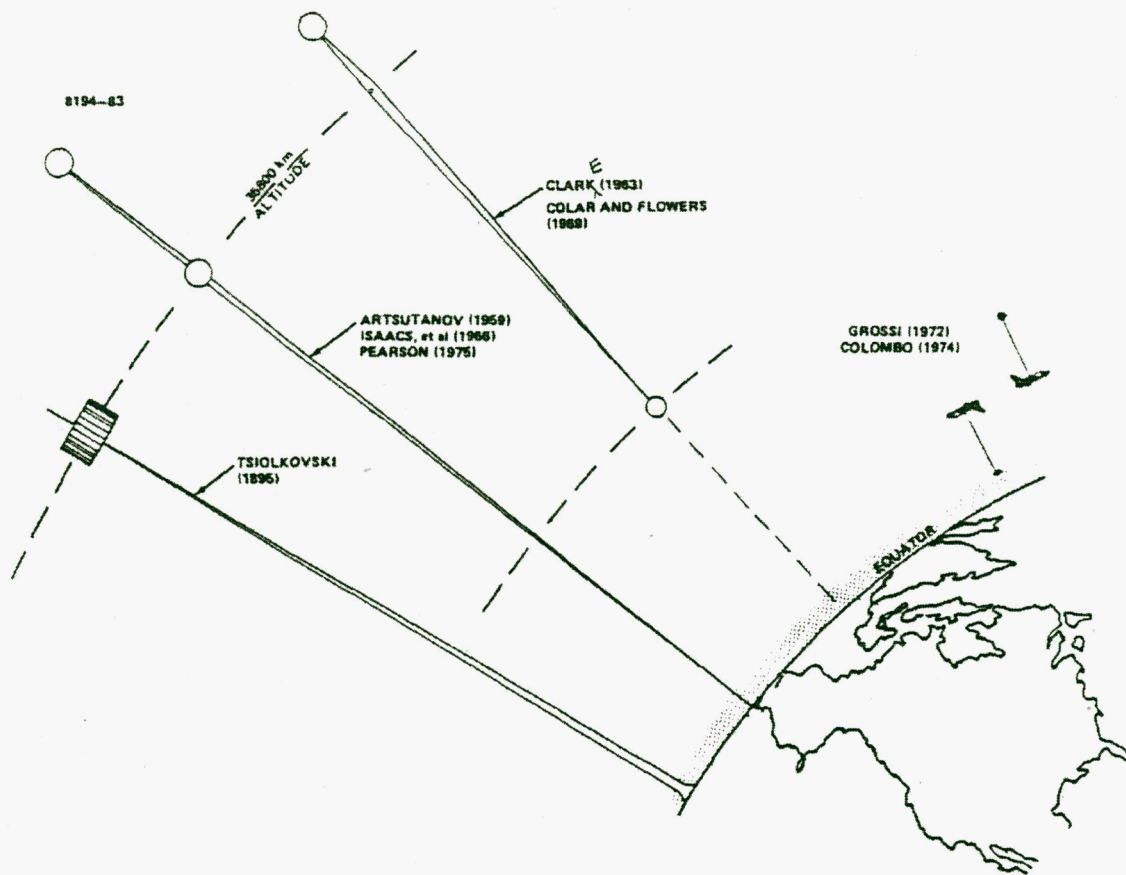 8194-83
36,800 km
ALTITUDE
E
CLARK (1963)
COLAR AND FLOWERS
(1969)
ARTSUTANOV (1959)
ISAACS, et al (1966)
PEARSON (1975)
GROSSI (1972)
COLOMBO (1974)
TSIOLKOVSKI
(1895)
EQUATOR